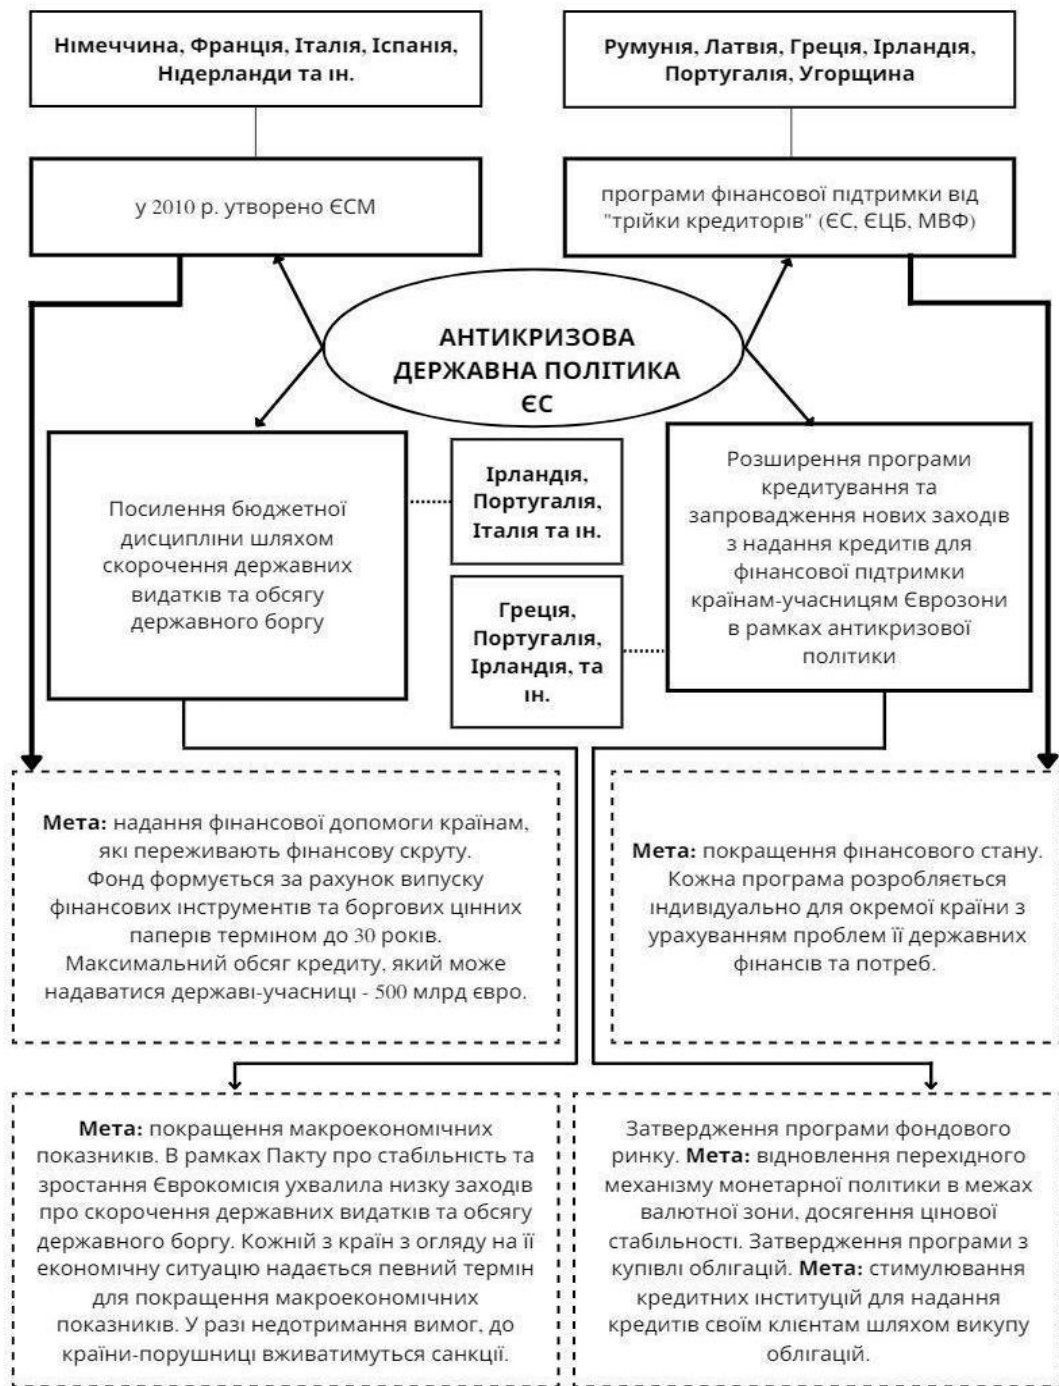 Німеччина, Франція, Італія, Іспанія,
Нідерланди та ін.
Румунія, Латвія, Греція, Ірландія,
Португалія, Угорщина
у 2010 р. утворено ЄСМ
програми фінансової підтримки від
"трійки кредиторів" (ЄС, ЄЦБ, МВФ)
АНТИКРИЗОВА
ДЕРЖАВНА ПОЛІТИКА
ЄС
Посилення бюджетної
дисципліни шляхом
скорочення державних
видатків та обсягу
державного боргу
Ірландія,
Португалія,
Італія та ін.
Греція,
Португалія,
Ірландія, та
ін.
Розширення програми
кредитування та
запровадження нових заходів
з надання кредитів для
фінансової підтримки
країнам-учасницям Єврозони
в рамках антикризової
політики
Мета: надання фінансової допомоги країнам,
які переживають фінансову скруту.
Фонд формується за рахунок випуску
фінансових інструментів та боргових цінних
паперів терміном до 30 років.
Максимальний обсяг кредиту, який може
надаватися державі-учасниці - 500 млрд євро.
Мета: покращення фінансового стану.
Кожна програма розробляється
індивідуально для окремої країни з
урахуванням проблем її державних
фінансів та потреб.
Мета: покращення макроекономічних
показників. В рамках Пакту про стабільність та
зростання Єврокомісія ухвалила низку заходів
про скорочення державних видатків та обсягу
державного боргу. Кожній з країн з огляду на її
економічну ситуацію надається певний термін
для покращення макроекономічних
показників. У разі недотримання вимог, до
країни-порушниці вживатимуться санкції.
Затвердження програми фондового
ринку. Мета: відновлення перехідного
механізму монетарної політики в межах
валютної зони, досягення цінової
стабільності. Затвердження програми з
купівлі облігацій. Мета: стимулювання
кредитних інституцій для надання
кредитів своїм клієнтам шляхом викупу
облігацій.